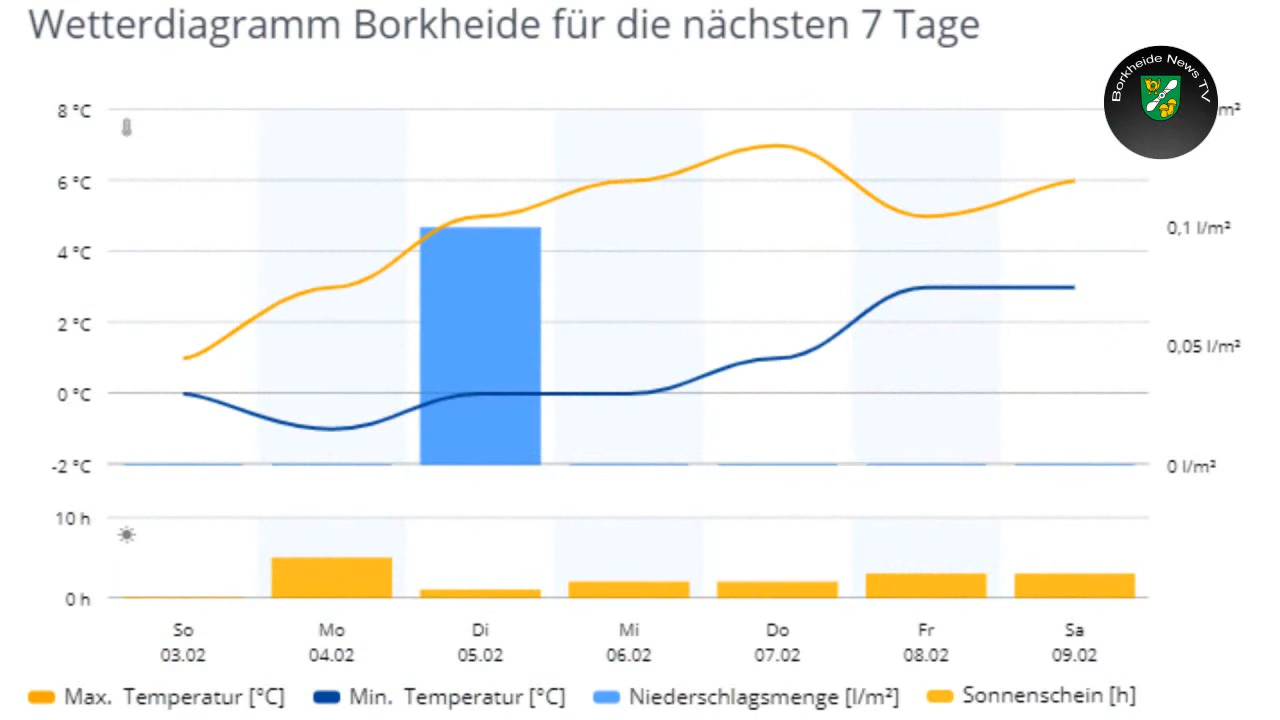 Wetterdiagramm Borkheide für die nächsten 7 Tage
Borkheide News TV
8 °C
m²
6 °C
0,1 l/m²
4 °C
2 °C
0,05 l/m²
0 °C
-2 °C
0 l/m²
10 h
0 h
So Mo Di Mi Do Fr Sa
03.02 04.02 05.02 06.02 07.02 08.02 09.02
Max. Temperatur [°C] Min. Temperatur [°C] Niederschlagsmenge [l/m²] Sonnenschein [h]